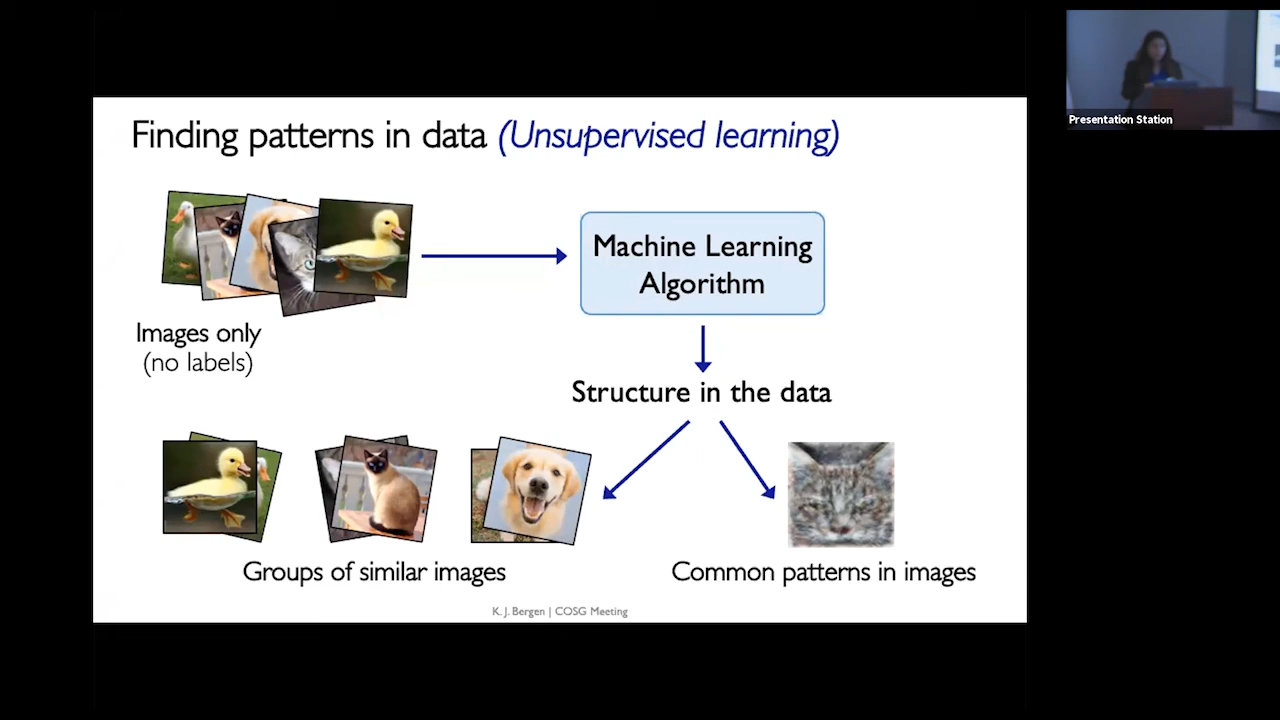 Finding patterns in data (Unsupervised learning)
Machine Learning
Algorithm
Images only
(no labels)
Structure in the data
Groups of similar images
Common patterns in images
K. J. Bergen | COSG Meeting
Presentation Station